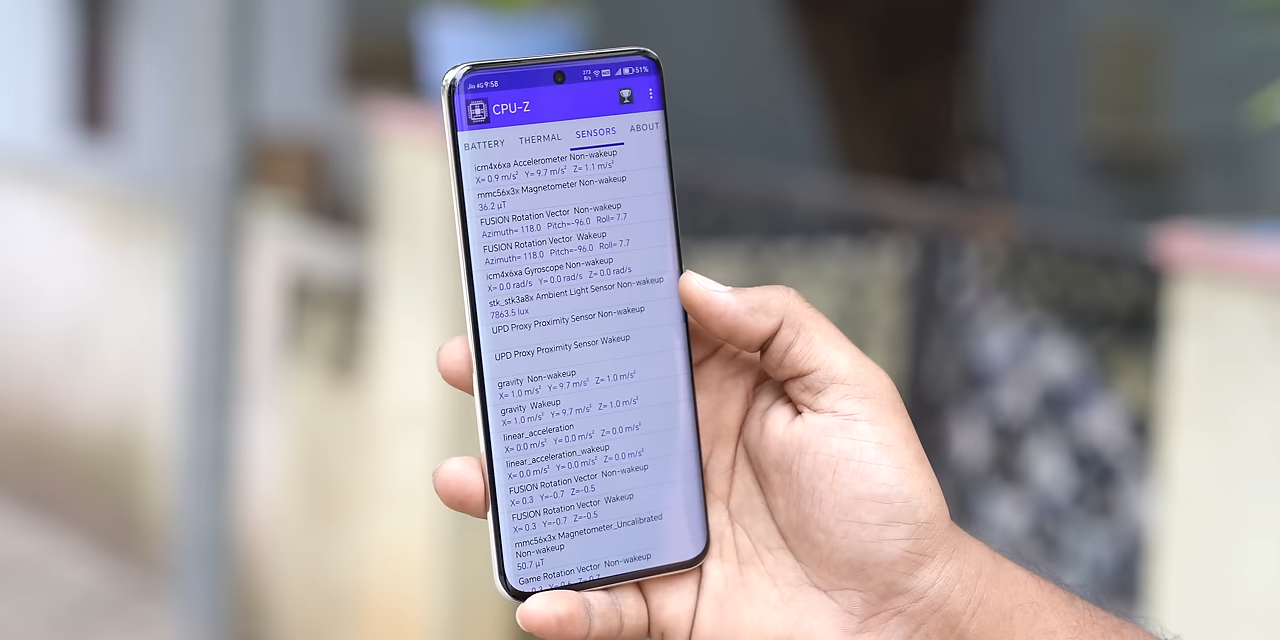 Jio 4G 9:58 273 B/s 51%
CPU-Z
BATTERY THERMAL SENSORS ABOUT
icm4x6xa Accelerometer Non-wakeup
X= 0.9 m/s² Y= 9.7 m/s² Z= 1.1 m/s²
mmc56x3x Magnetometer Non-wakeup
36.2 µT
FUSION Rotation Vector Non-wakeup
Azimuth= 118.0 Pitch=-96.0 Roll= 7.7
FUSION Rotation Vector Wakeup
Azimuth= 118.0 Pitch=-96.0 Roll= 7.7
icm4x6xa Gyroscope Non-wakeup
X= 0.0 rad/s Y= 0.0 rad/s Z= 0.0 rad/s
stk_stk3a8x Ambient Light Sensor Non-wakeup
7863.5 lux
UPD Proxy Proximity Sensor Non-wakeup
UPD Proxy Proximity Sensor Wakeup
gravity Non-wakeup
X= 1.0 m/s² Y= 9.7 m/s² Z= 1.0 m/s²
gravity Wakeup
X= 1.0 m/s² Y= 9.7 m/s² Z= 1.0 m/s²
linear_acceleration
X= 0.0 m/s² Y= 0.0 m/s² Z= 0.0 m/s²
linear_acceleration_wakeup
X= 0.0 m/s² Y= 0.0 m/s² Z= 0.0 m/s²
FUSION Rotation Vector Non-wakeup
X= 0.3 Y=-0.7 Z=-0.5
FUSION Rotation Vector Wakeup
X= 0.3 Y=-0.7 Z=-0.5
mmc56x3x Magnetometer_Uncalibrated
Non-wakeup
50.7 µT
Game Rotation Vector Non-wakeup